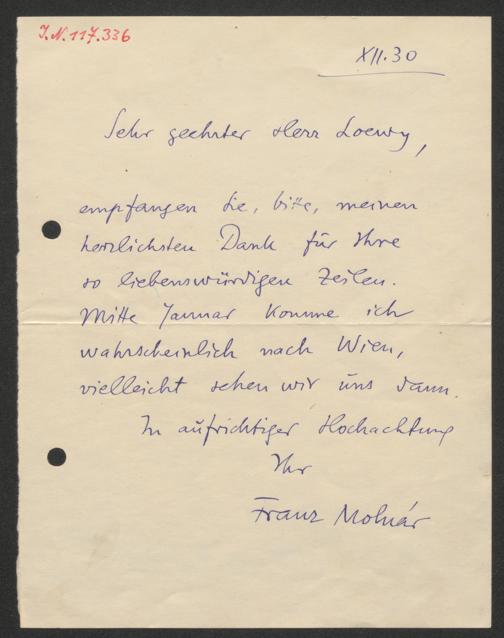 I.N. 117.336
XII.30
Sehr geehrter Herr Loewy,
empfangen Sie, bitte, meinen
herzlichsten Dank für Ihre
so liebenswürdigen Zeilen.
Mitte Januar komme ich
wahrscheinlich nach Wien,
vielleicht sehen wir uns dann.
In aufrichtiger Hochachtung
Ihr
Franz Molnár